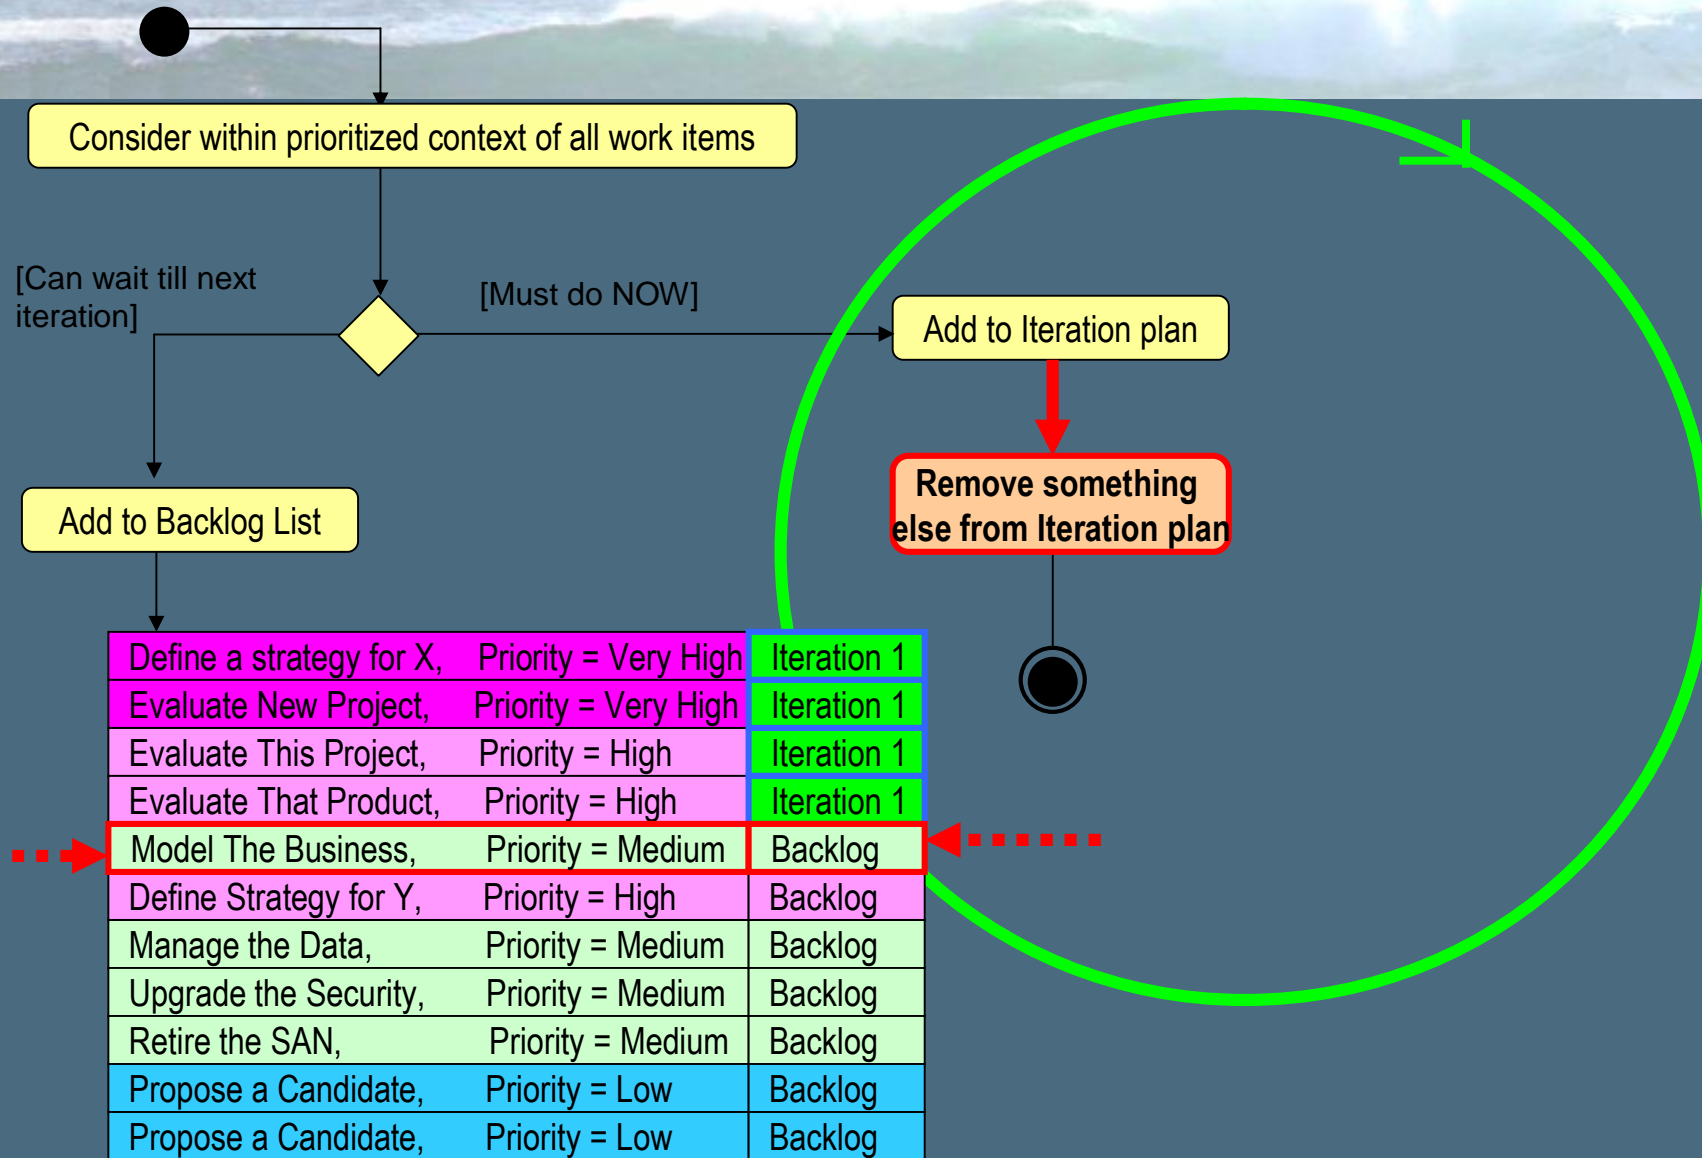 Consider within prioritized context of all work items
[Can wait till next
iteration]
[Must do NOW]
Add to Iteration plan
Remove something
else from Iteration plan
Add to Backlog List
Define a strategy for X, Priority = Very High Iteration 1
Evaluate New Project, Priority = Very High Iteration 1
Evaluate This Project, Priority = High Iteration 1
Evaluate That Product, Priority = High Iteration 1
Model The Business, Priority = Medium Backlog
Define Strategy for Y, Priority = High Backlog
Manage the Data, Priority = Medium Backlog
Upgrade the Security, Priority = Medium Backlog
Retire the SAN, Priority = Medium Backlog
Propose a Candidate, Priority = Low Backlog
Propose a Candidate, Priority = Low Backlog